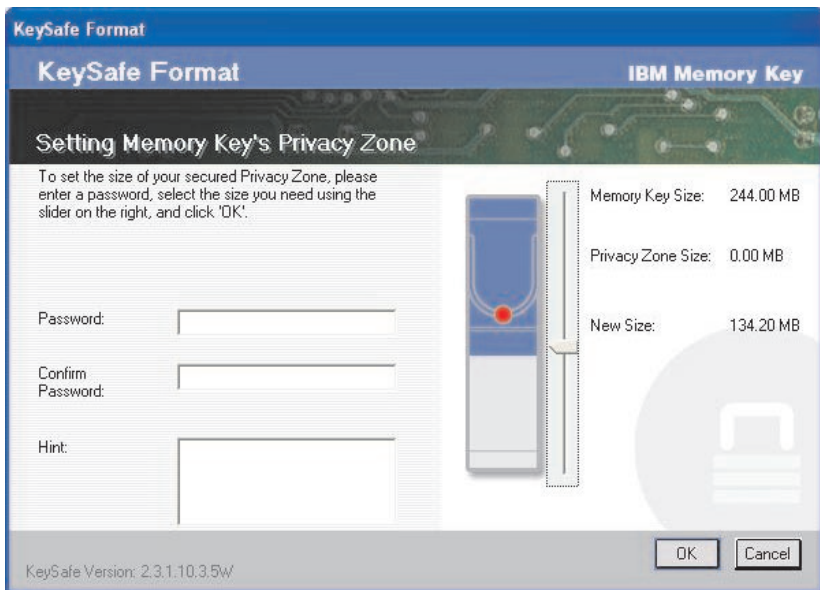 KeySafe Format
KeySafe Format
IBM Memory Key
Setting Memory Key's Privacy Zone
To set the size of your secured Privacy Zone, please
enter a password, select the size you need using the
slider on the right, and click 'OK'.
Memory Key Size: 244.00 MB
Privacy Zone Size: 0.00 MB
New Size: 134.20 MB
Password:
Confirm
Password:
Hint:
OK
Cancel
KeySafe Version: 2.3.1.10.3.5W